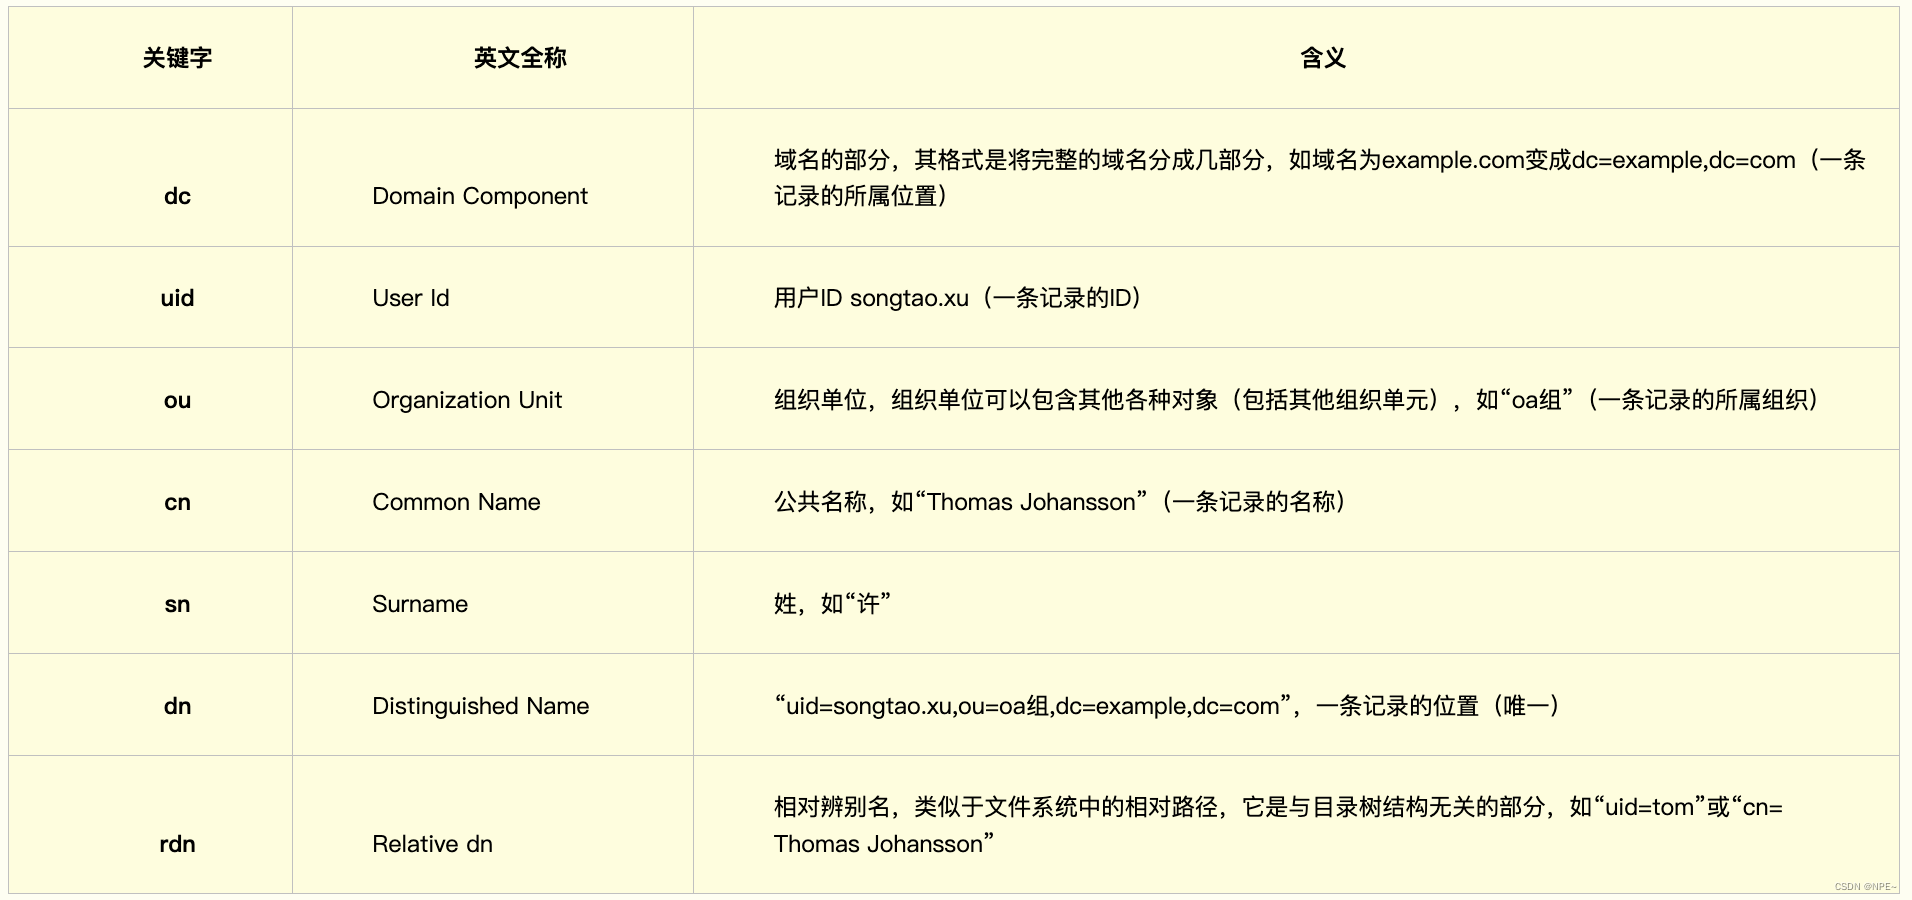 关键字 英文全称 含义
域名的部分，其格式是将完整的域名分成几部分，如域名为example.com变成dc=example,dc=com（一条
dc Domain Component 记录的所属位置）
uid User Id 用户ID songtao.xu（一条记录的ID）
ou Organization Unit 组织单位，组织单位可以包含其他各种对象（包括其他组织单元），如“oa组”（一条记录的所属组织）
cn Common Name 公共名称，如“Thomas Johansson”（一条记录的名称）
sn Surname 姓，如“许”
dn Distinguished Name “uid=songtao.xu,ou=oa组,dc=example,dc=com”，一条记录的位置（唯一）
相对辨别名，类似于文件系统中的相对路径，它是与目录树结构无关的部分，如“uid=tom”或“cn=
rdn Relative dn Thomas Johansson”
CSDN @NPE~